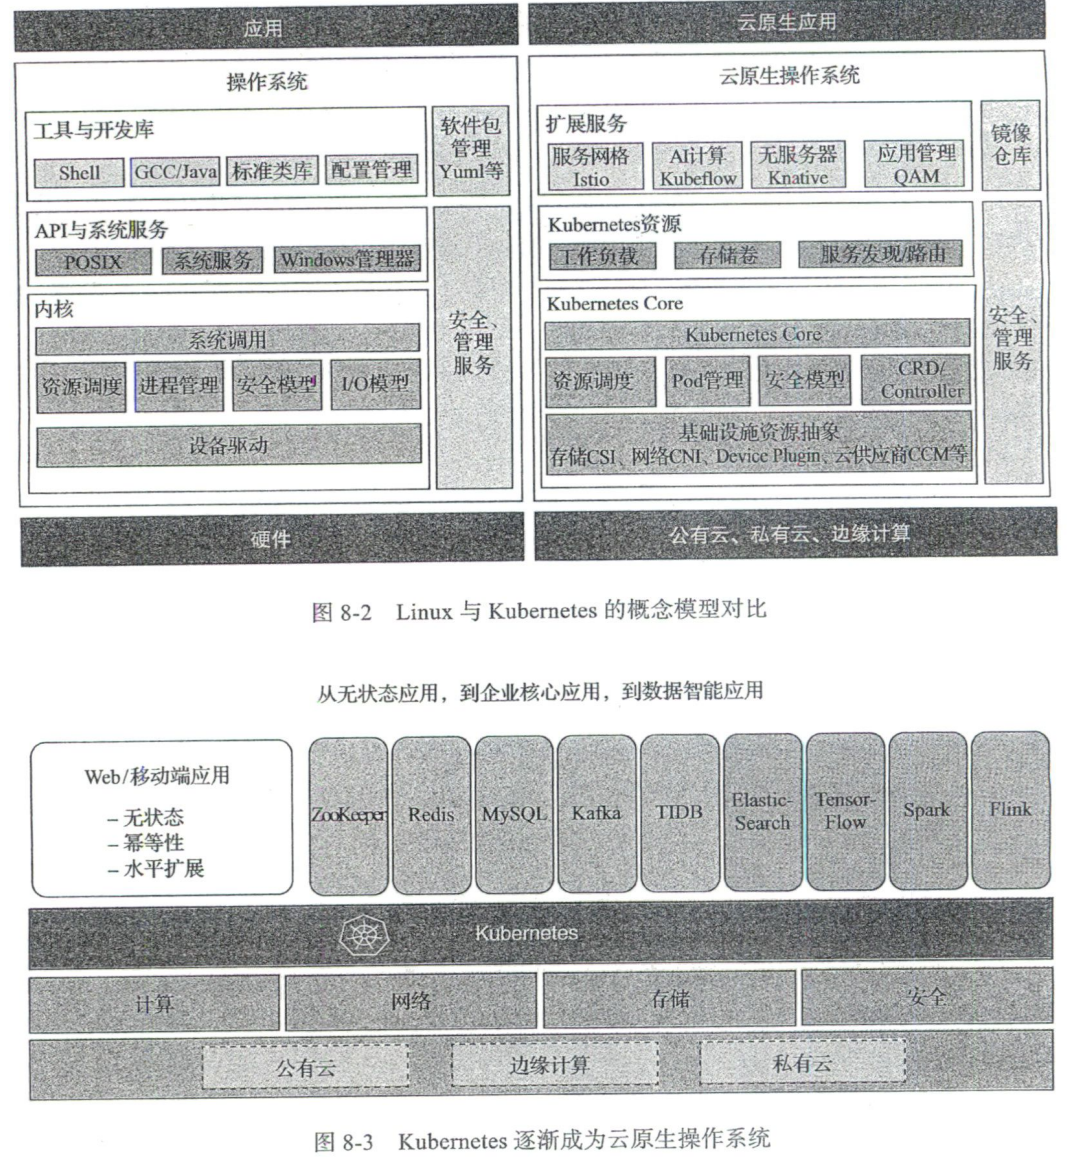 应用
操作系统
工具与开发库
Shell
GCC/Java
标准类库
配置管理
软件包
管理
Yuml等
API与系统服务
POSIX
系统服务
Windows管理器
内核
系统调用
资源调度
进程管理
安全模型
I/O模型
设备驱动
安全、
管理
服务
硬件
云原生应用
云原生操作系统
扩展服务
服务网格
Istio
AI计算
Kubeflow
无服务器
Knative
应用管理
QAM
镜像
仓库
Kubernetes资源
工作负载
存储卷
服务发现/路由
Kubernetes Core
Kubernetes Core
资源调度
Pod管理
安全模型
CRD/
Controller
基础设施资源抽象
存储CSI、网络CNI、Device Plugin、云供应商CCM等
安全、
管理
服务
公有云、私有云、边缘计算
图 8-2 Linux 与 Kubernetes 的概念模型对比
从无状态应用，到企业核心应用，到数据智能应用
Web/移动端应用
– 无状态
– 幂等性
– 水平扩展
ZooKeeper
Redis
MySQL
Kafka
TIDB
Elastic-
Search
Tensor-
Flow
Spark
Flink
Kubernetes
计算
网络
存储
安全
公有云
边缘计算
私有云
图 8-3 Kubernetes 逐渐成为云原生操作系统